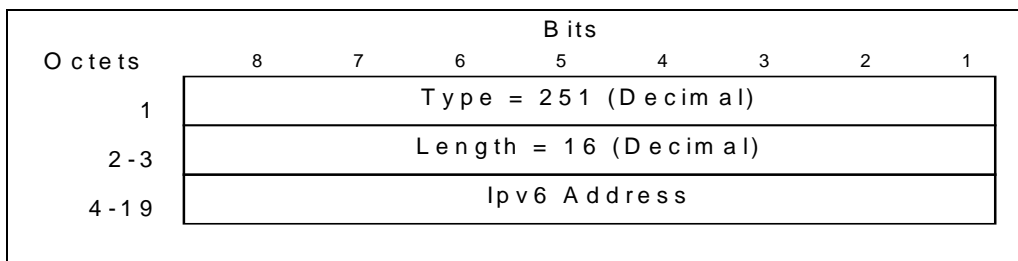 Bits
Octets 8 7 6 5 4 3 2 1
1 Type = 251 (Decimal)
2-3 Length = 16 (Decimal)
4-19 Ipv6 Address